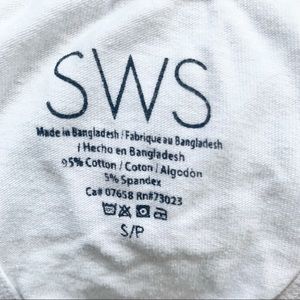 SWS
Made in Bangladesh / Fabrique au Bangladesh
/ Hecho en Bangladesh
95% Cotton / Coton / Algodón
5% Spandex
Ca# 07658 Rn#73023
S/P